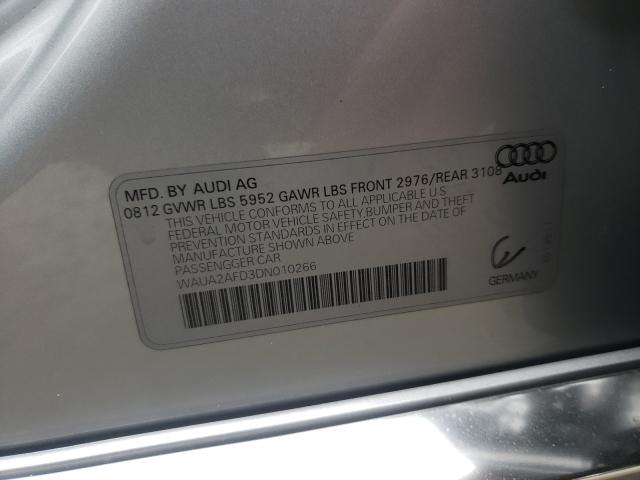 MFD. BY AUDI AG
0812 GVWR LBS 5952 GAWR LBS FRONT 2976/REAR 3108
THIS VEHICLE CONFORMS TO ALL APPLICABLE U.S.
FEDERAL MOTOR VEHICLE SAFETY,BUMPER AND THEFT
PREVENTION STANDARDS IN EFFECT ON THE DATE OF
MANUFACTURE SHOWN ABOVE
PASSENGGER CAR
WAUA2AFD3DN010266
Audi
GERMANY